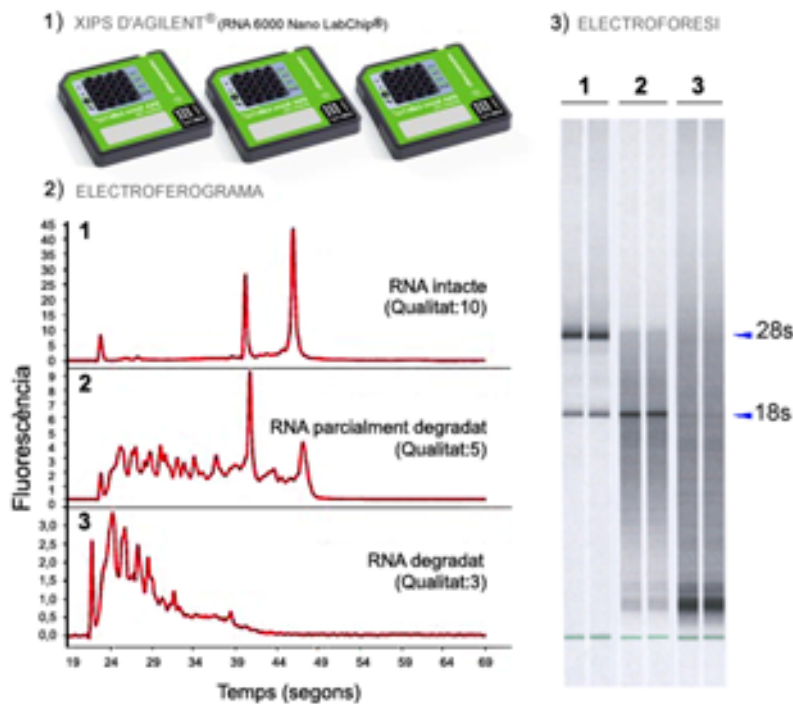 1) XIPS D'AGILENT® (RNA 6000 Nano LabChip®)
2) ELECTROFEROGRAMA
Fluorescència
1
45
40
35
30
25
20
15
10
5
0
RNA intacte
(Qualitat:10)
2
9
8
7
6
5
4
3
2
1
0
RNA parcialment degradat
(Qualitat:5)
3
3,0
2,5
2,0
1,5
1,0
0,5
0,0
RNA degradat
(Qualitat:3)
19 24 29 34 39 44 49 54 59 64 69
Temps (segons)
3) ELECTROFORESI
1 2 3
28s
18s